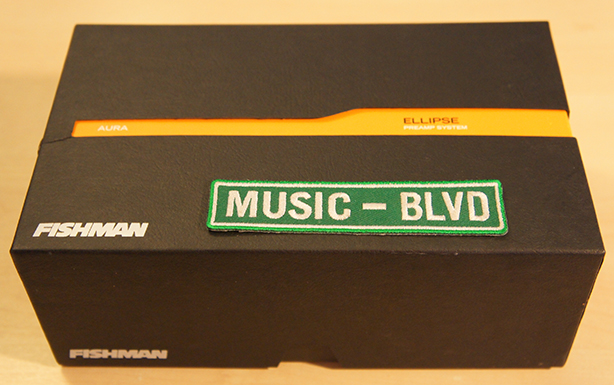 AURA
ELLIPSE
PREAMP SYSTEM
MUSIC – BLVD
FISHMAN
FISHMAN